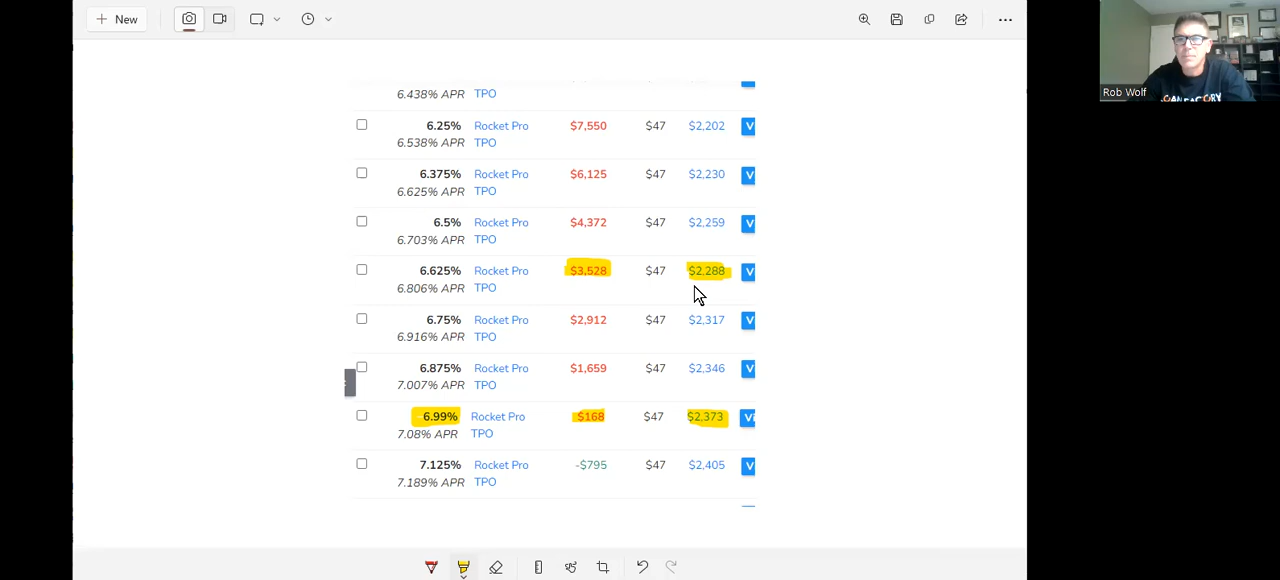 New
6.438% APR TPO
6.25% Rocket Pro $7,550 $47 $2,202 V
6.538% APR TPO
6.375% Rocket Pro $6,125 $47 $2,230 V
6.625% APR TPO
6.5% Rocket Pro $4,372 $47 $2,259 V
6.703% APR TPO
6.625% Rocket Pro $3,528 $47 $2,288 V
6.806% APR TPO
6.75% Rocket Pro $2,912 $47 $2,317 V
6.916% APR TPO
6.875% Rocket Pro $1,659 $47 $2,346 V
7.007% APR TPO
6.99% Rocket Pro $168 $47 $2,373 Vi
7.08% APR TPO
7.125% Rocket Pro -$795 $47 $2,405 V
7.189% APR TPO
Rob Wolf